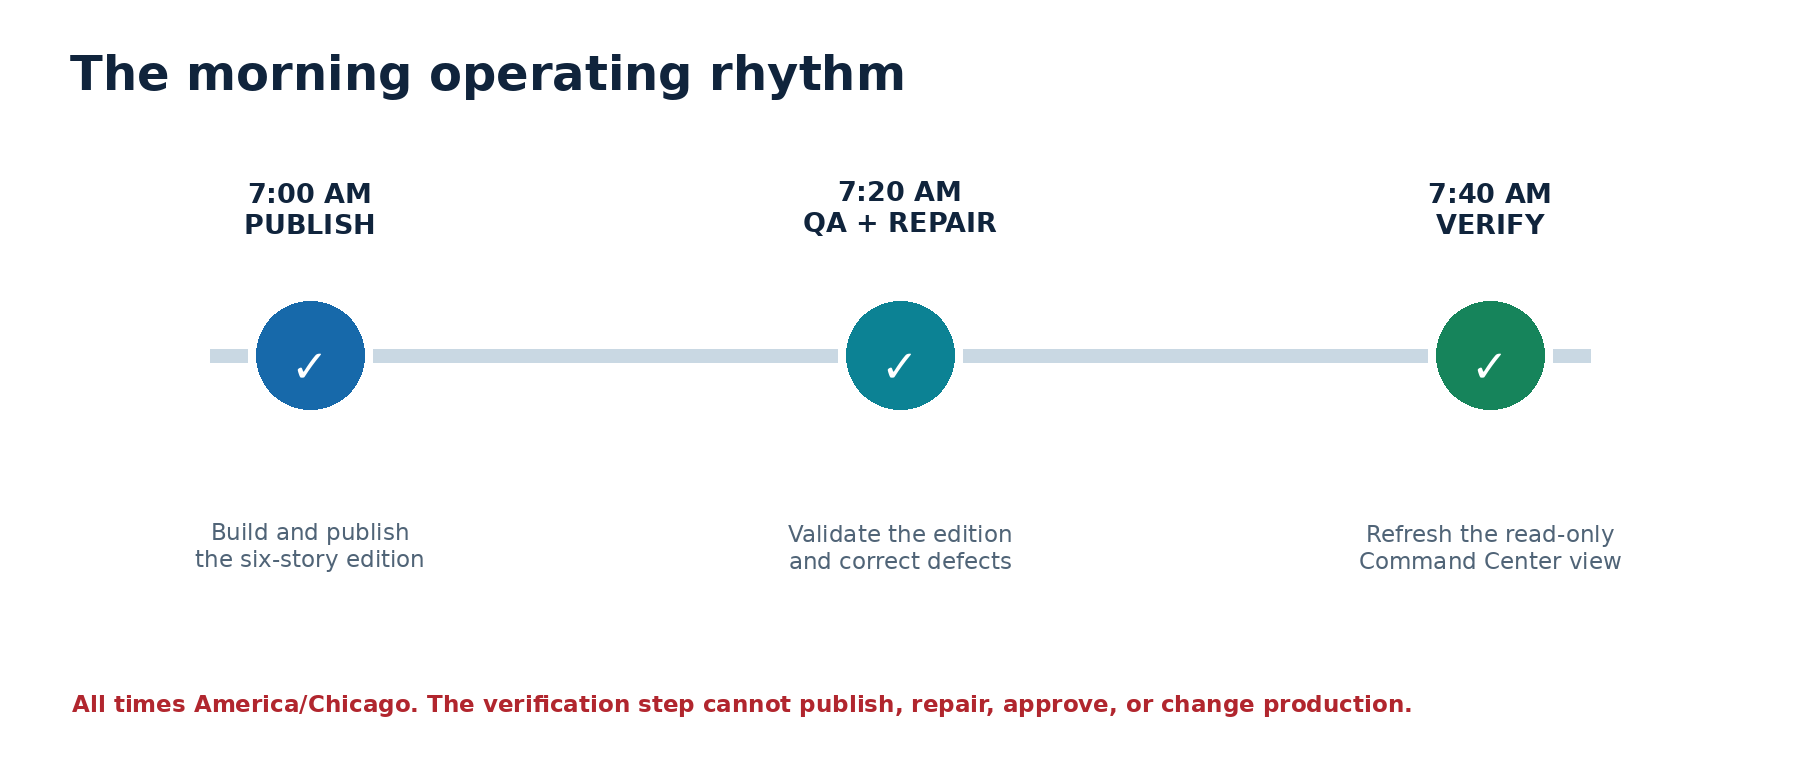 The morning operating rhythm
7:00 AM
PUBLISH
7:20 AM
QA + REPAIR
7:40 AM
VERIFY
✓
✓
✓
Build and publish
the six-story edition
Validate the edition
and correct defects
Refresh the read-only
Command Center view
All times America/Chicago. The verification step cannot publish, repair, approve, or change production.